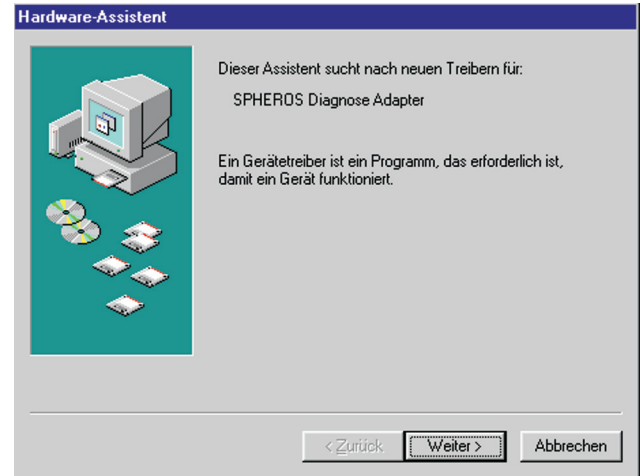 Hardware-Assistent
Dieser Assistent sucht nach neuen Treibern für:
SPHEROS Diagnose Adapter
Ein Gerätetreiber ist ein Programm, das erforderlich ist,
damit ein Gerät funktioniert.
< Zurück
Weiter >
Abbrechen